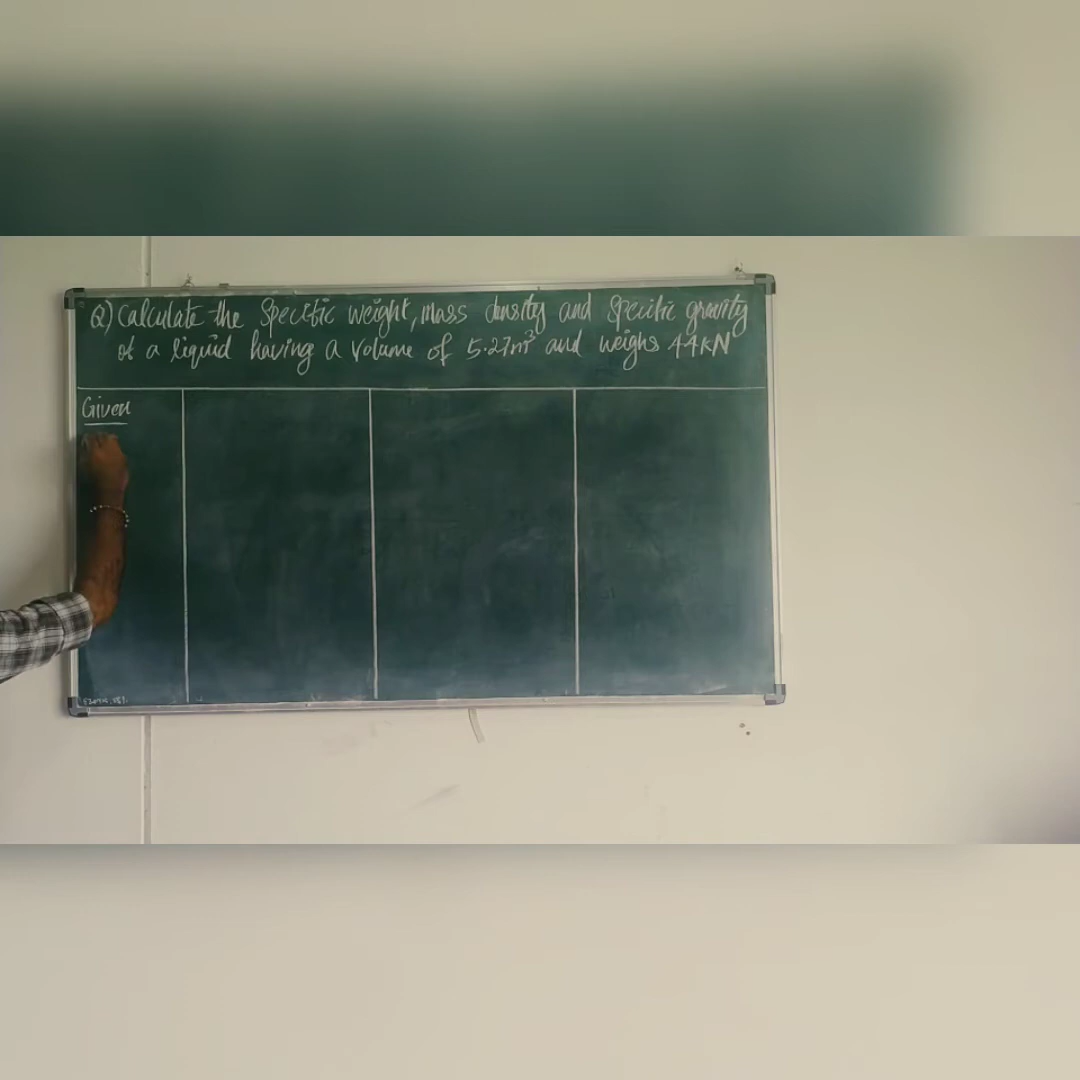 Q) Calculate the Specific weight, mass density and Specific gravity
of a liquid having a volume of 5.27m³ and weighs 44KN
Given